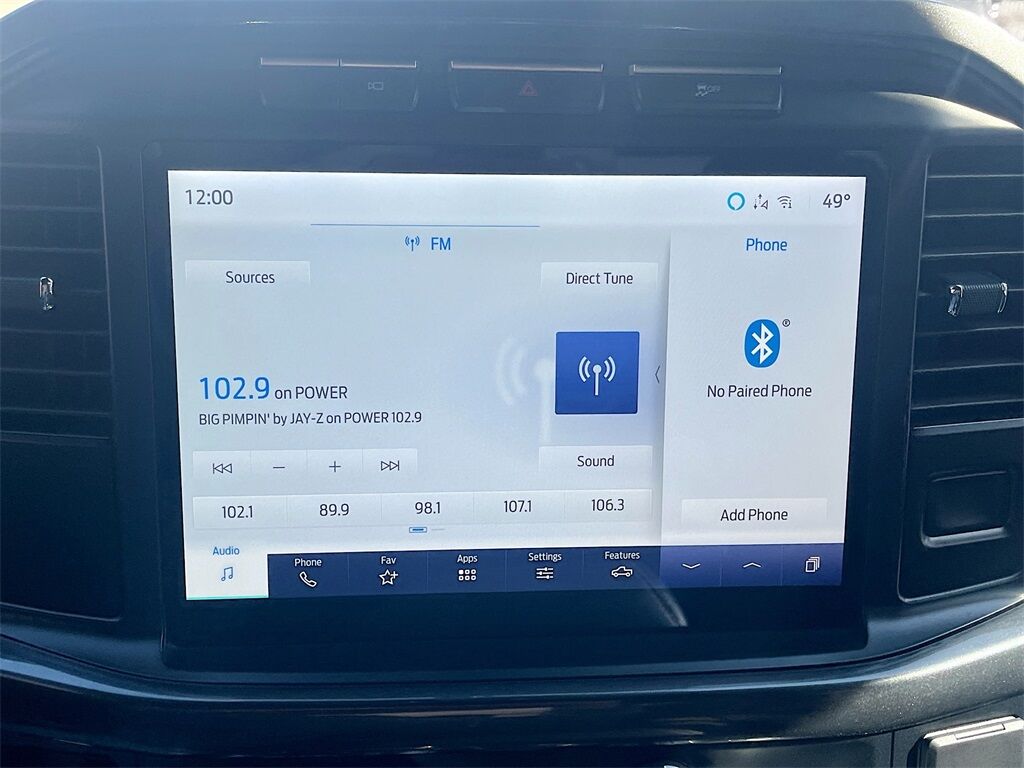 OFF
12:00
49°
FM
Phone
Sources
Direct Tune
®
102.9 on POWER
No Paired Phone
BIG PIMPIN' by JAY-Z on POWER 102.9
Sound
102.1 89.9 98.1 107.1 106.3
Add Phone
Audio Phone Fav Apps Settings Features